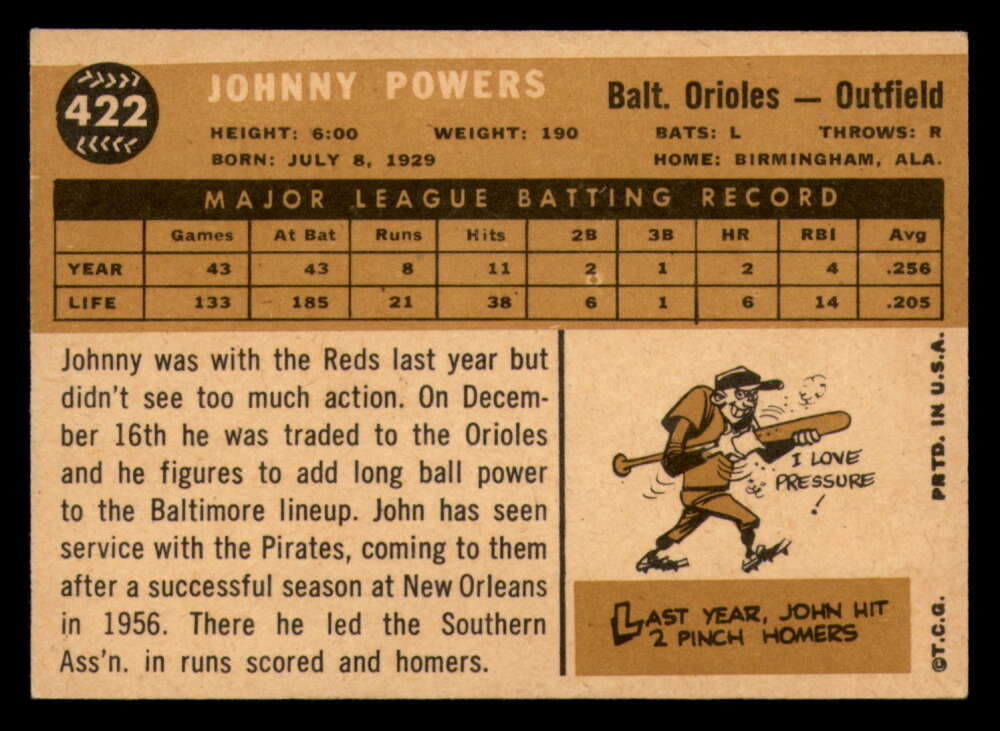 422
JOHNNY POWERS
Balt. Orioles — Outfield
HEIGHT: 6:00 WEIGHT: 190 BATS: L THROWS: R
BORN: JULY 8, 1929 HOME: BIRMINGHAM, ALA.
MAJOR LEAGUE BATTING RECORD
Games At Bat Runs Hits 2B 3B HR RBI Avg
YEAR 43 43 8 11 2 1 2 4 .256
LIFE 133 185 21 38 6 1 6 14 .205
Johnny was with the Reds last year but
didn't see too much action. On Decem-
ber 16th he was traded to the Orioles
and he figures to add long ball power
to the Baltimore lineup. John has seen
service with the Pirates, coming to them
after a successful season at New Orleans
in 1956. There he led the Southern
Ass'n. in runs scored and homers.
I LOVE
PRESSURE
!
LAST YEAR, JOHN HIT
2 PINCH HOMERS
©T.C.G. PRTD. IN U.S.A.